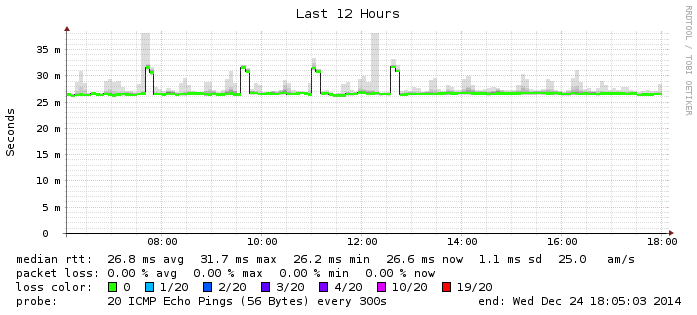 Last 12 Hours
RRDTOOL / TOBI OETIKER
Seconds
35 m
30 m
25 m
20 m
15 m
10 m
5 m
0
08:00 10:00 12:00 14:00 16:00 18:00
median rtt: 26.8 ms avg 31.7 ms max 26.2 ms min 26.6 ms now 1.1 ms sd 25.0 am/s
packet loss: 0.00 % avg 0.00 % max 0.00 % min 0.00 % now
loss color: 0 1/20 2/20 3/20 4/20 10/20 19/20
probe: 20 ICMP Echo Pings (56 Bytes) every 300s end: Wed Dec 24 18:05:03 2014